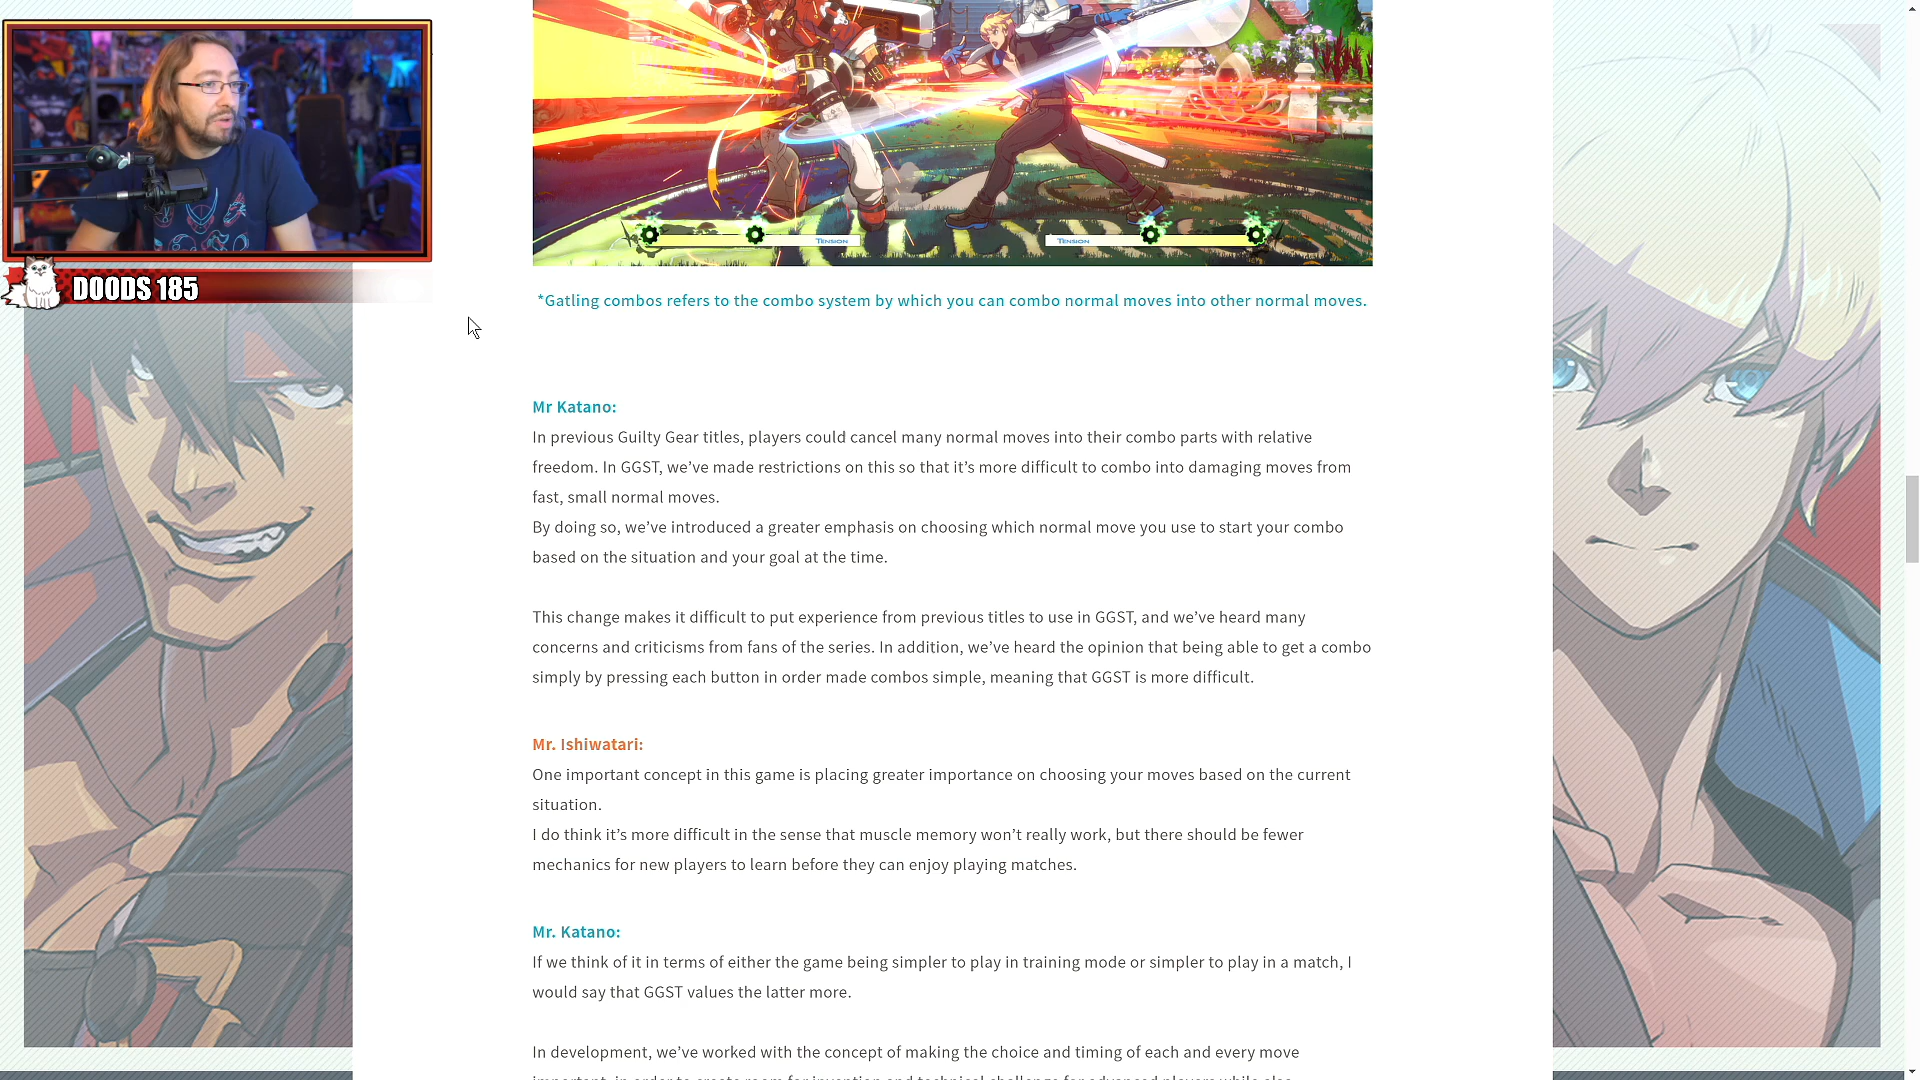 DOODS 185
TENSION
TENSION
*Gatling combos refers to the combo system by which you can combo normal moves into other normal moves.
Mr Katano:
In previous Guilty Gear titles, players could cancel many normal moves into their combo parts with relative
freedom. In GGST, we’ve made restrictions on this so that it’s more difficult to combo into damaging moves from
fast, small normal moves.
By doing so, we’ve introduced a greater emphasis on choosing which normal move you use to start your combo
based on the situation and your goal at the time.
This change makes it difficult to put experience from previous titles to use in GGST, and we’ve heard many
concerns and criticisms from fans of the series. In addition, we’ve heard the opinion that being able to get a combo
simply by pressing each button in order made combos simple, meaning that GGST is more difficult.
Mr. Ishiwatari:
One important concept in this game is placing greater importance on choosing your moves based on the current
situation.
I do think it’s more difficult in the sense that muscle memory won’t really work, but there should be fewer
mechanics for new players to learn before they can enjoy playing matches.
Mr. Katano:
If we think of it in terms of either the game being simpler to play in training mode or simpler to play in a match, I
would say that GGST values the latter more.
In development, we’ve worked with the concept of making the choice and timing of each and every move